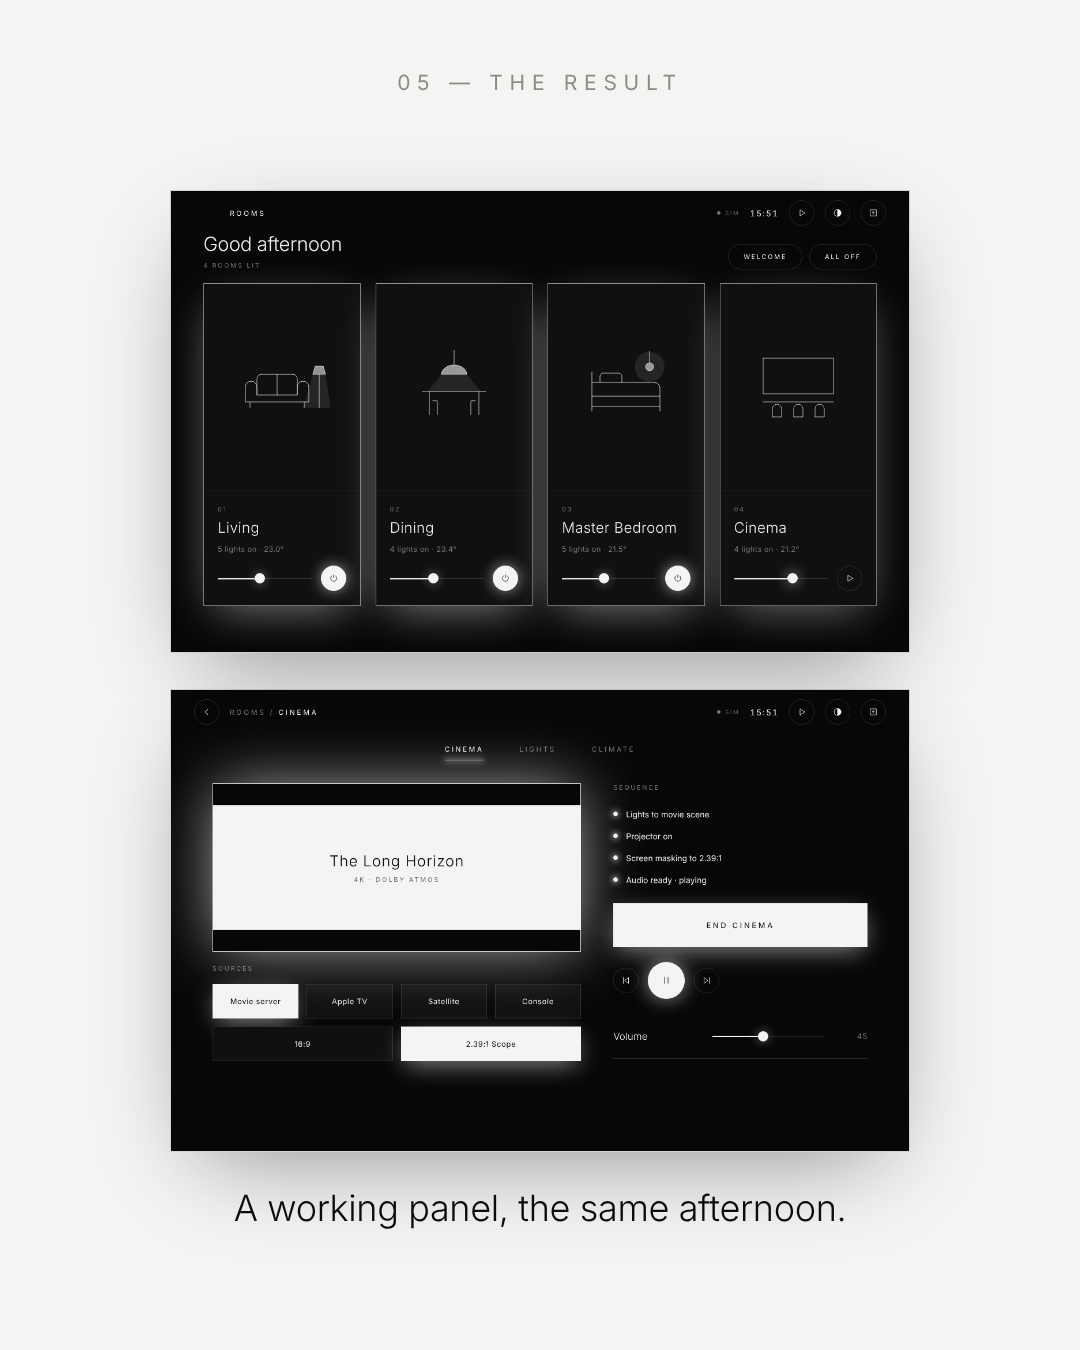 05 — THE RESULT
ROOMS
SIM 15:51
Good afternoon
4 ROOMS LIT
WELCOME
ALL OFF
01
Living
5 lights on · 23.0°
02
Dining
4 lights on · 23.4°
03
Master Bedroom
5 lights on · 21.5°
04
Cinema
4 lights on · 21.2°
ROOMS / CINEMA
SIM 15:51
CINEMA LIGHTS CLIMATE
The Long Horizon
4K · DOLBY ATMOS
SOURCES
Movie server
Apple TV
Satellite
Console
16:9
2.39:1 Scope
SEQUENCE
Lights to movie scene
Projector on
Screen masking to 2.39:1
Audio ready · playing
END CINEMA
Volume 45
A working panel, the same afternoon.